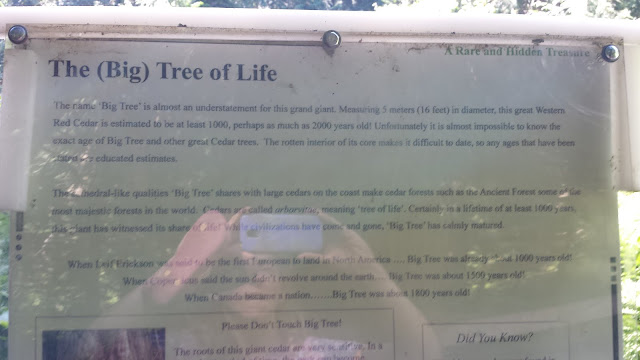 A Rare and Hidden Treasure
The (Big) Tree of Life
The name 'Big Tree' is almost an understatement for this grand giant. Measuring 5 meters (16 feet) in diameter, this great Western
Red Cedar is estimated to be at least 1000, perhaps as much as 2000 years old! Unfortunately it is almost impossible to know the
exact age of Big Tree and other great Cedar trees. The rotten interior of its core makes it difficult to date, so any ages that have been
stated are educated estimates.
The cathedral-like qualities 'Big Tree' shares with large cedars on the coast make cedar forests such as the Ancient Forest some of the
most majestic forests in the world. Cedars are called arborvitae, meaning 'tree of life'. Certainly in a lifetime of at least 1000 years,
this giant has witnessed its share of life! While civilizations have come and gone, 'Big Tree' has calmly matured.
When Leif Erickson was said to be the first European to land in North America .... Big Tree was already about 1000 years old!
When Copernicus said the sun didn't revolve around the earth.... Big Tree was about 1500 years old!
When Canada became a nation.......Big Tree was about 1800 years old!
Please Don't Touch Big Tree!
The roots of this giant cedar are very sensitive. In a
Did You Know?